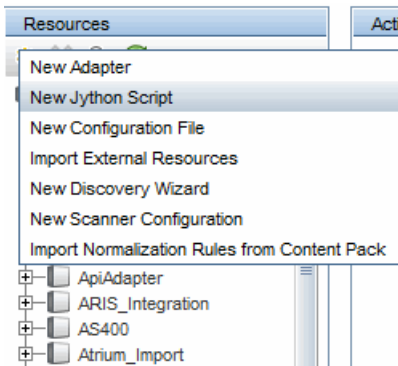 Resources
Acti
New Adapter
New Jython Script
New Configuration File
Import External Resources
New Discovery Wizard
New Scanner Configuration
Import Normalization Rules from Content Pack
ApiAdapter
ARIS_Integration
AS400
Atrium_Import